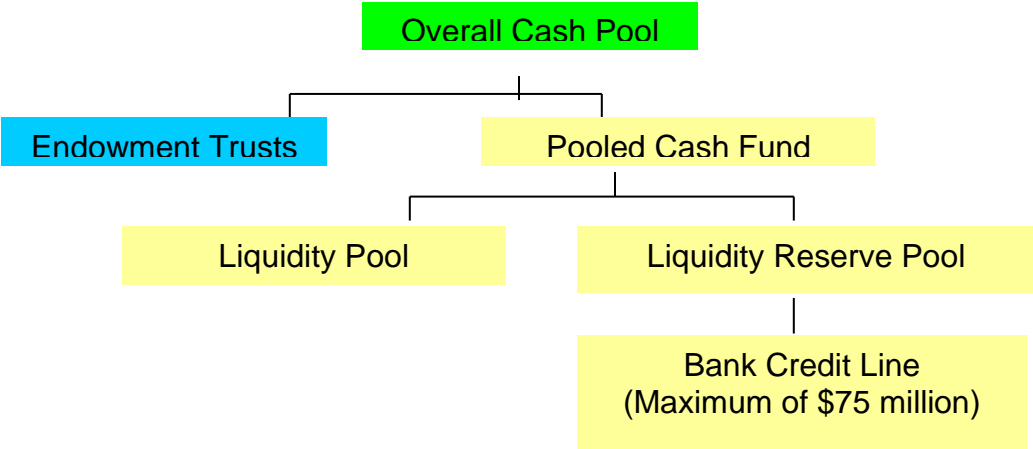 Overall Cash Pool
Endowment Trusts
Pooled Cash Fund
Liquidity Pool
Liquidity Reserve Pool
Bank Credit Line
(Maximum of $75 million)